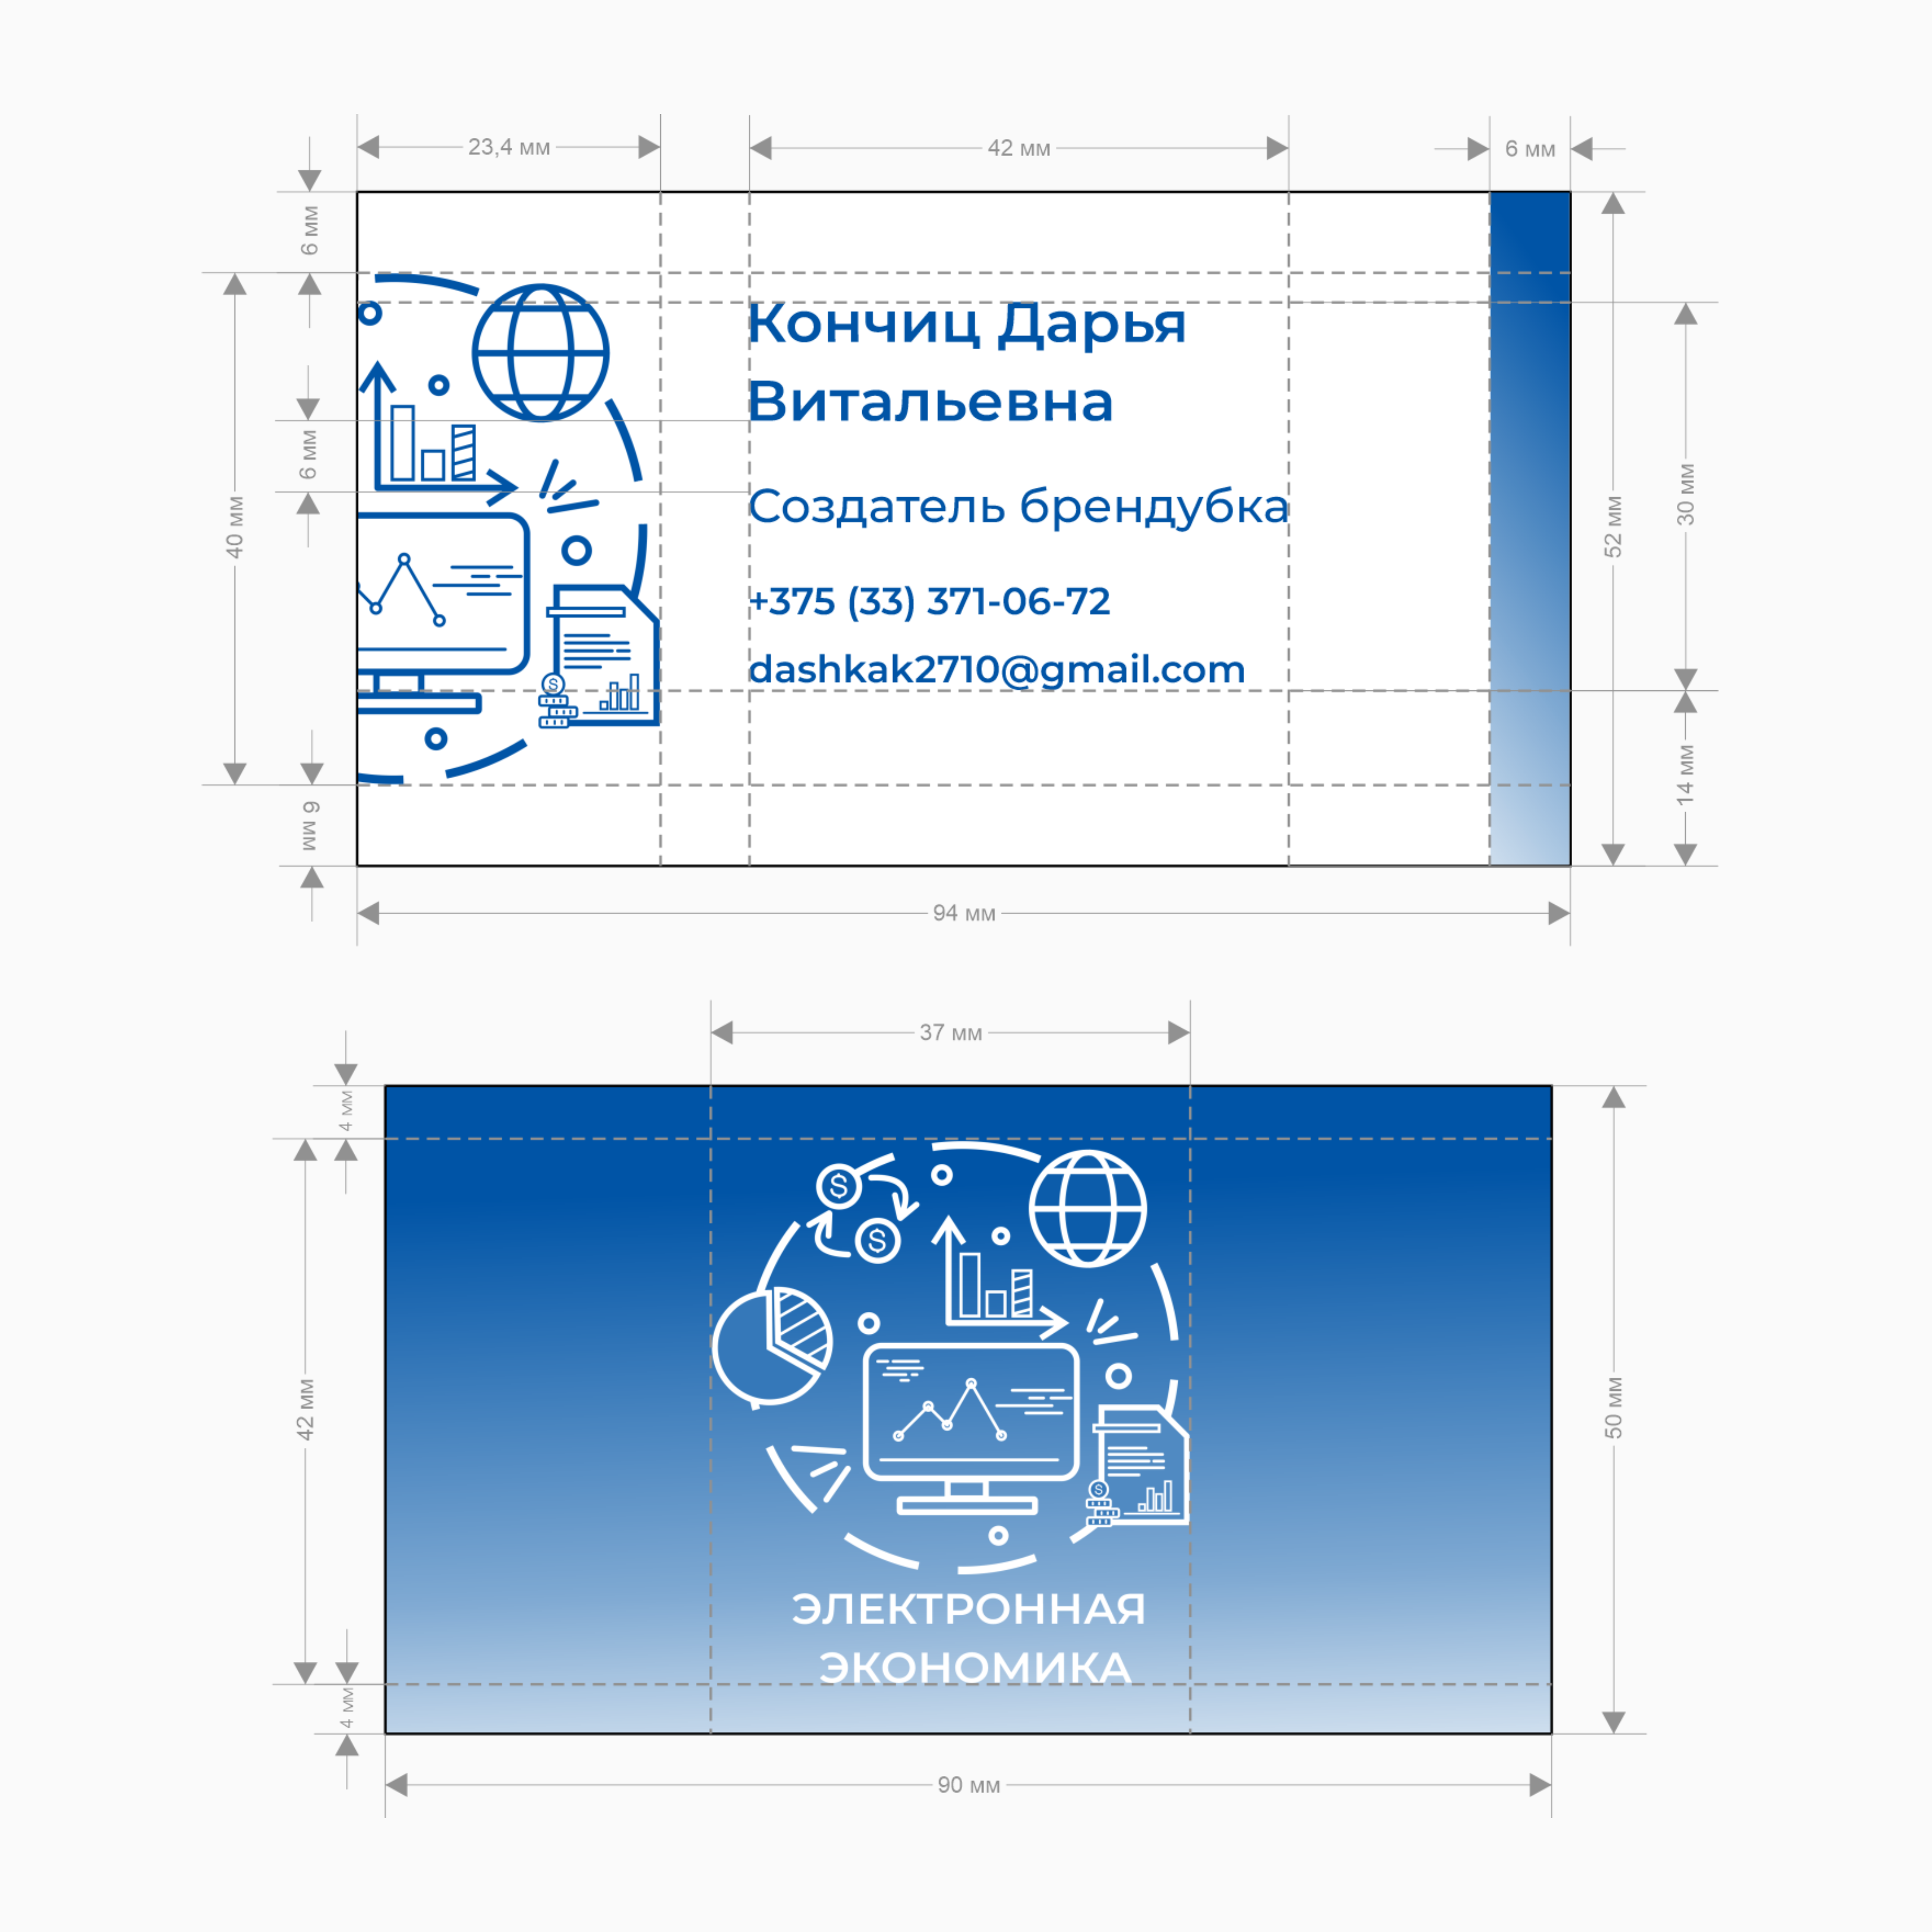 23,4 мм
42 мм
6 мм
6 мм
Кончиц Дарья
Витальевна
6 мм
Создатель брендубка
40 мм
52 мм
30 мм
+375 (33) 371-06-72
dashkak2710@gmail.com
S
14 мм
6 мм
94 мм
37 мм
4 мм
S
S
42 мм
50 мм
S
ЭЛЕКТРОННАЯ
ЭКОНОМИКА
4 мм
90 мм